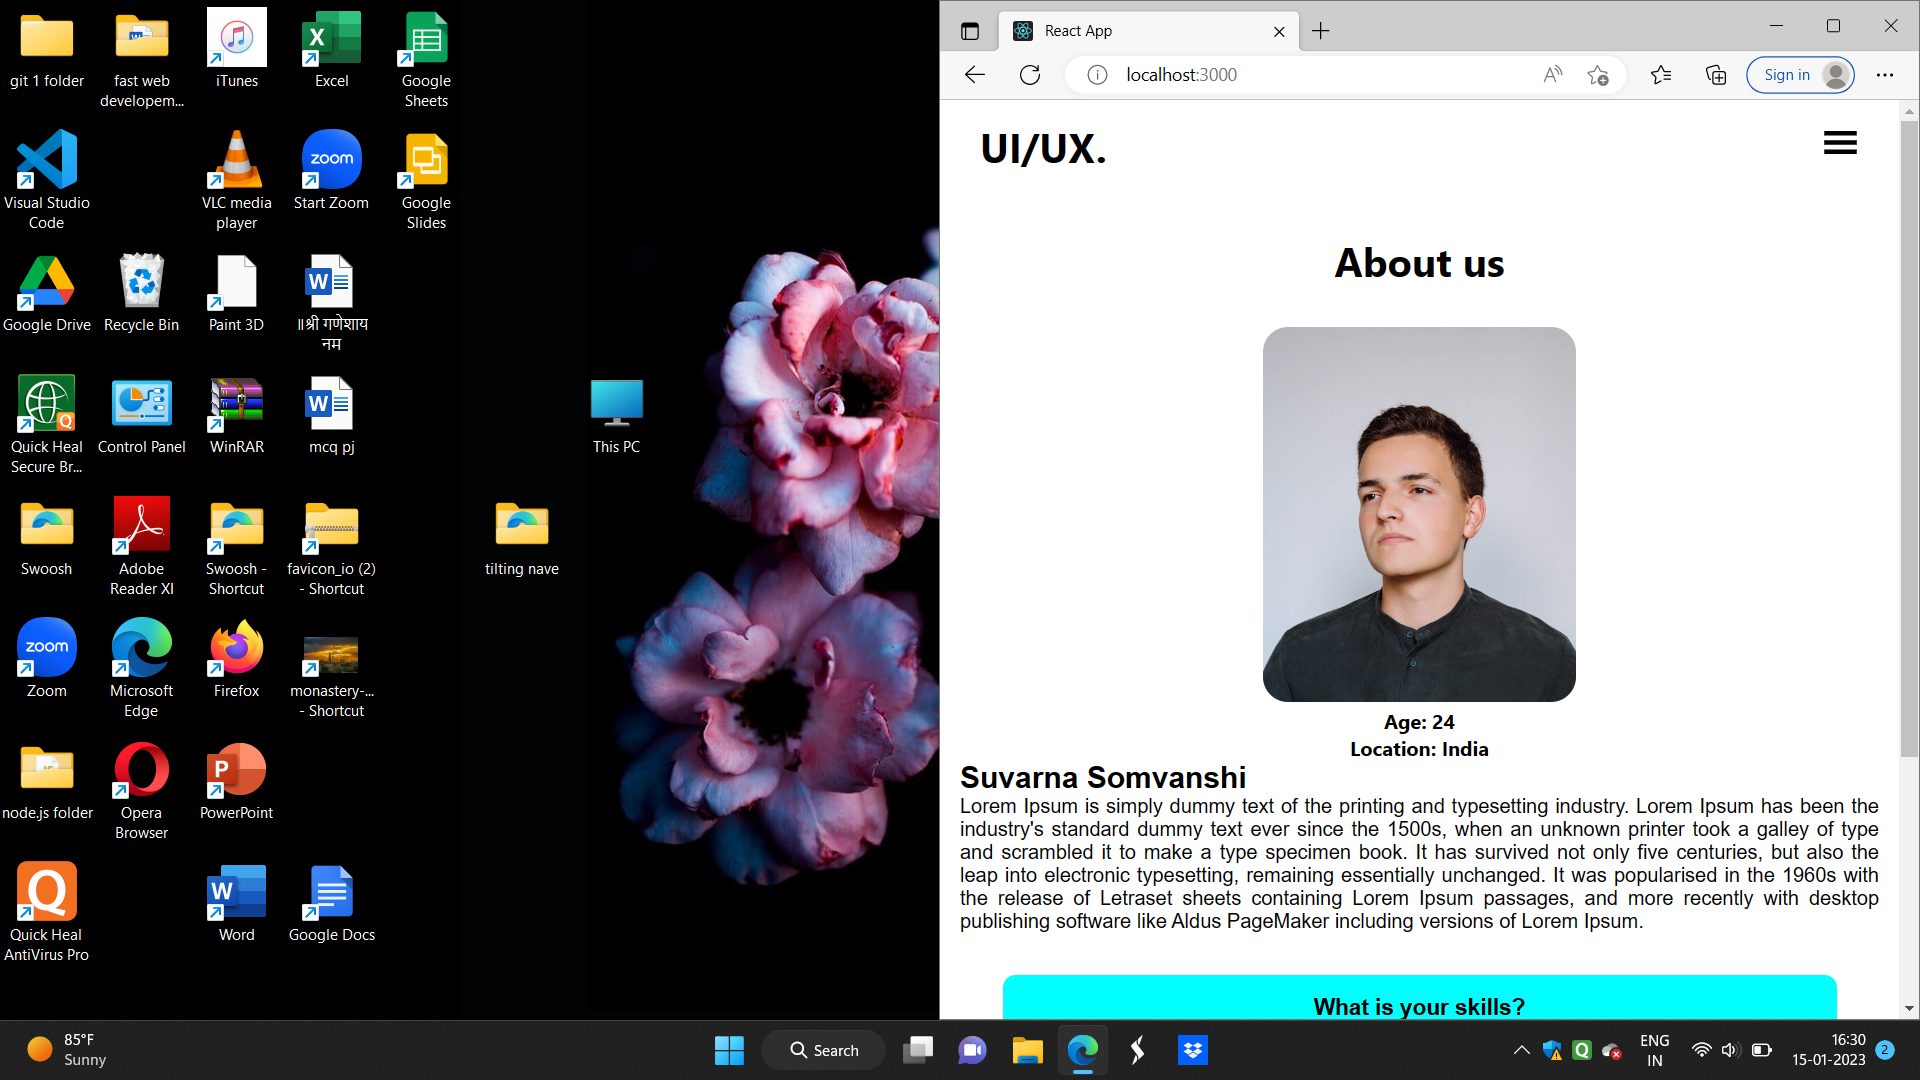 git 1 folder
fast web
developem...
iTunes
Excel
Google
Sheets
Visual Studio
Code
VLC media
player
zoom
Start Zoom
Google
Slides
Google Drive
Recycle Bin
Paint 3D
॥श्री गणेशाय
नम
Quick Heal
Secure Br...
Control Panel
WinRAR
mcq pj
This PC
Swoosh
Adobe
Reader XI
Swoosh -
Shortcut
favicon_io (2)
- Shortcut
tilting nave
zoom
Zoom
Microsoft
Edge
Firefox
monastery-...
- Shortcut
node.js folder
Opera
Browser
PowerPoint
Quick Heal
AntiVirus Pro
Word
Google Docs
React App
localhost:3000
Sign in
UI/UX.
About us
Age: 24
Location: India
Suvarna Somvanshi
Lorem Ipsum is simply dummy text of the printing and typesetting industry. Lorem Ipsum has been the
industry's standard dummy text ever since the 1500s, when an unknown printer took a galley of type
and scrambled it to make a type specimen book. It has survived not only five centuries, but also the
leap into electronic typesetting, remaining essentially unchanged. It was popularised in the 1960s with
the release of Letraset sheets containing Lorem Ipsum passages, and more recently with desktop
publishing software like Aldus PageMaker including versions of Lorem Ipsum.
What is your skills?
85°F
Sunny
Search
ENG
IN
16:30
15-01-2023
2